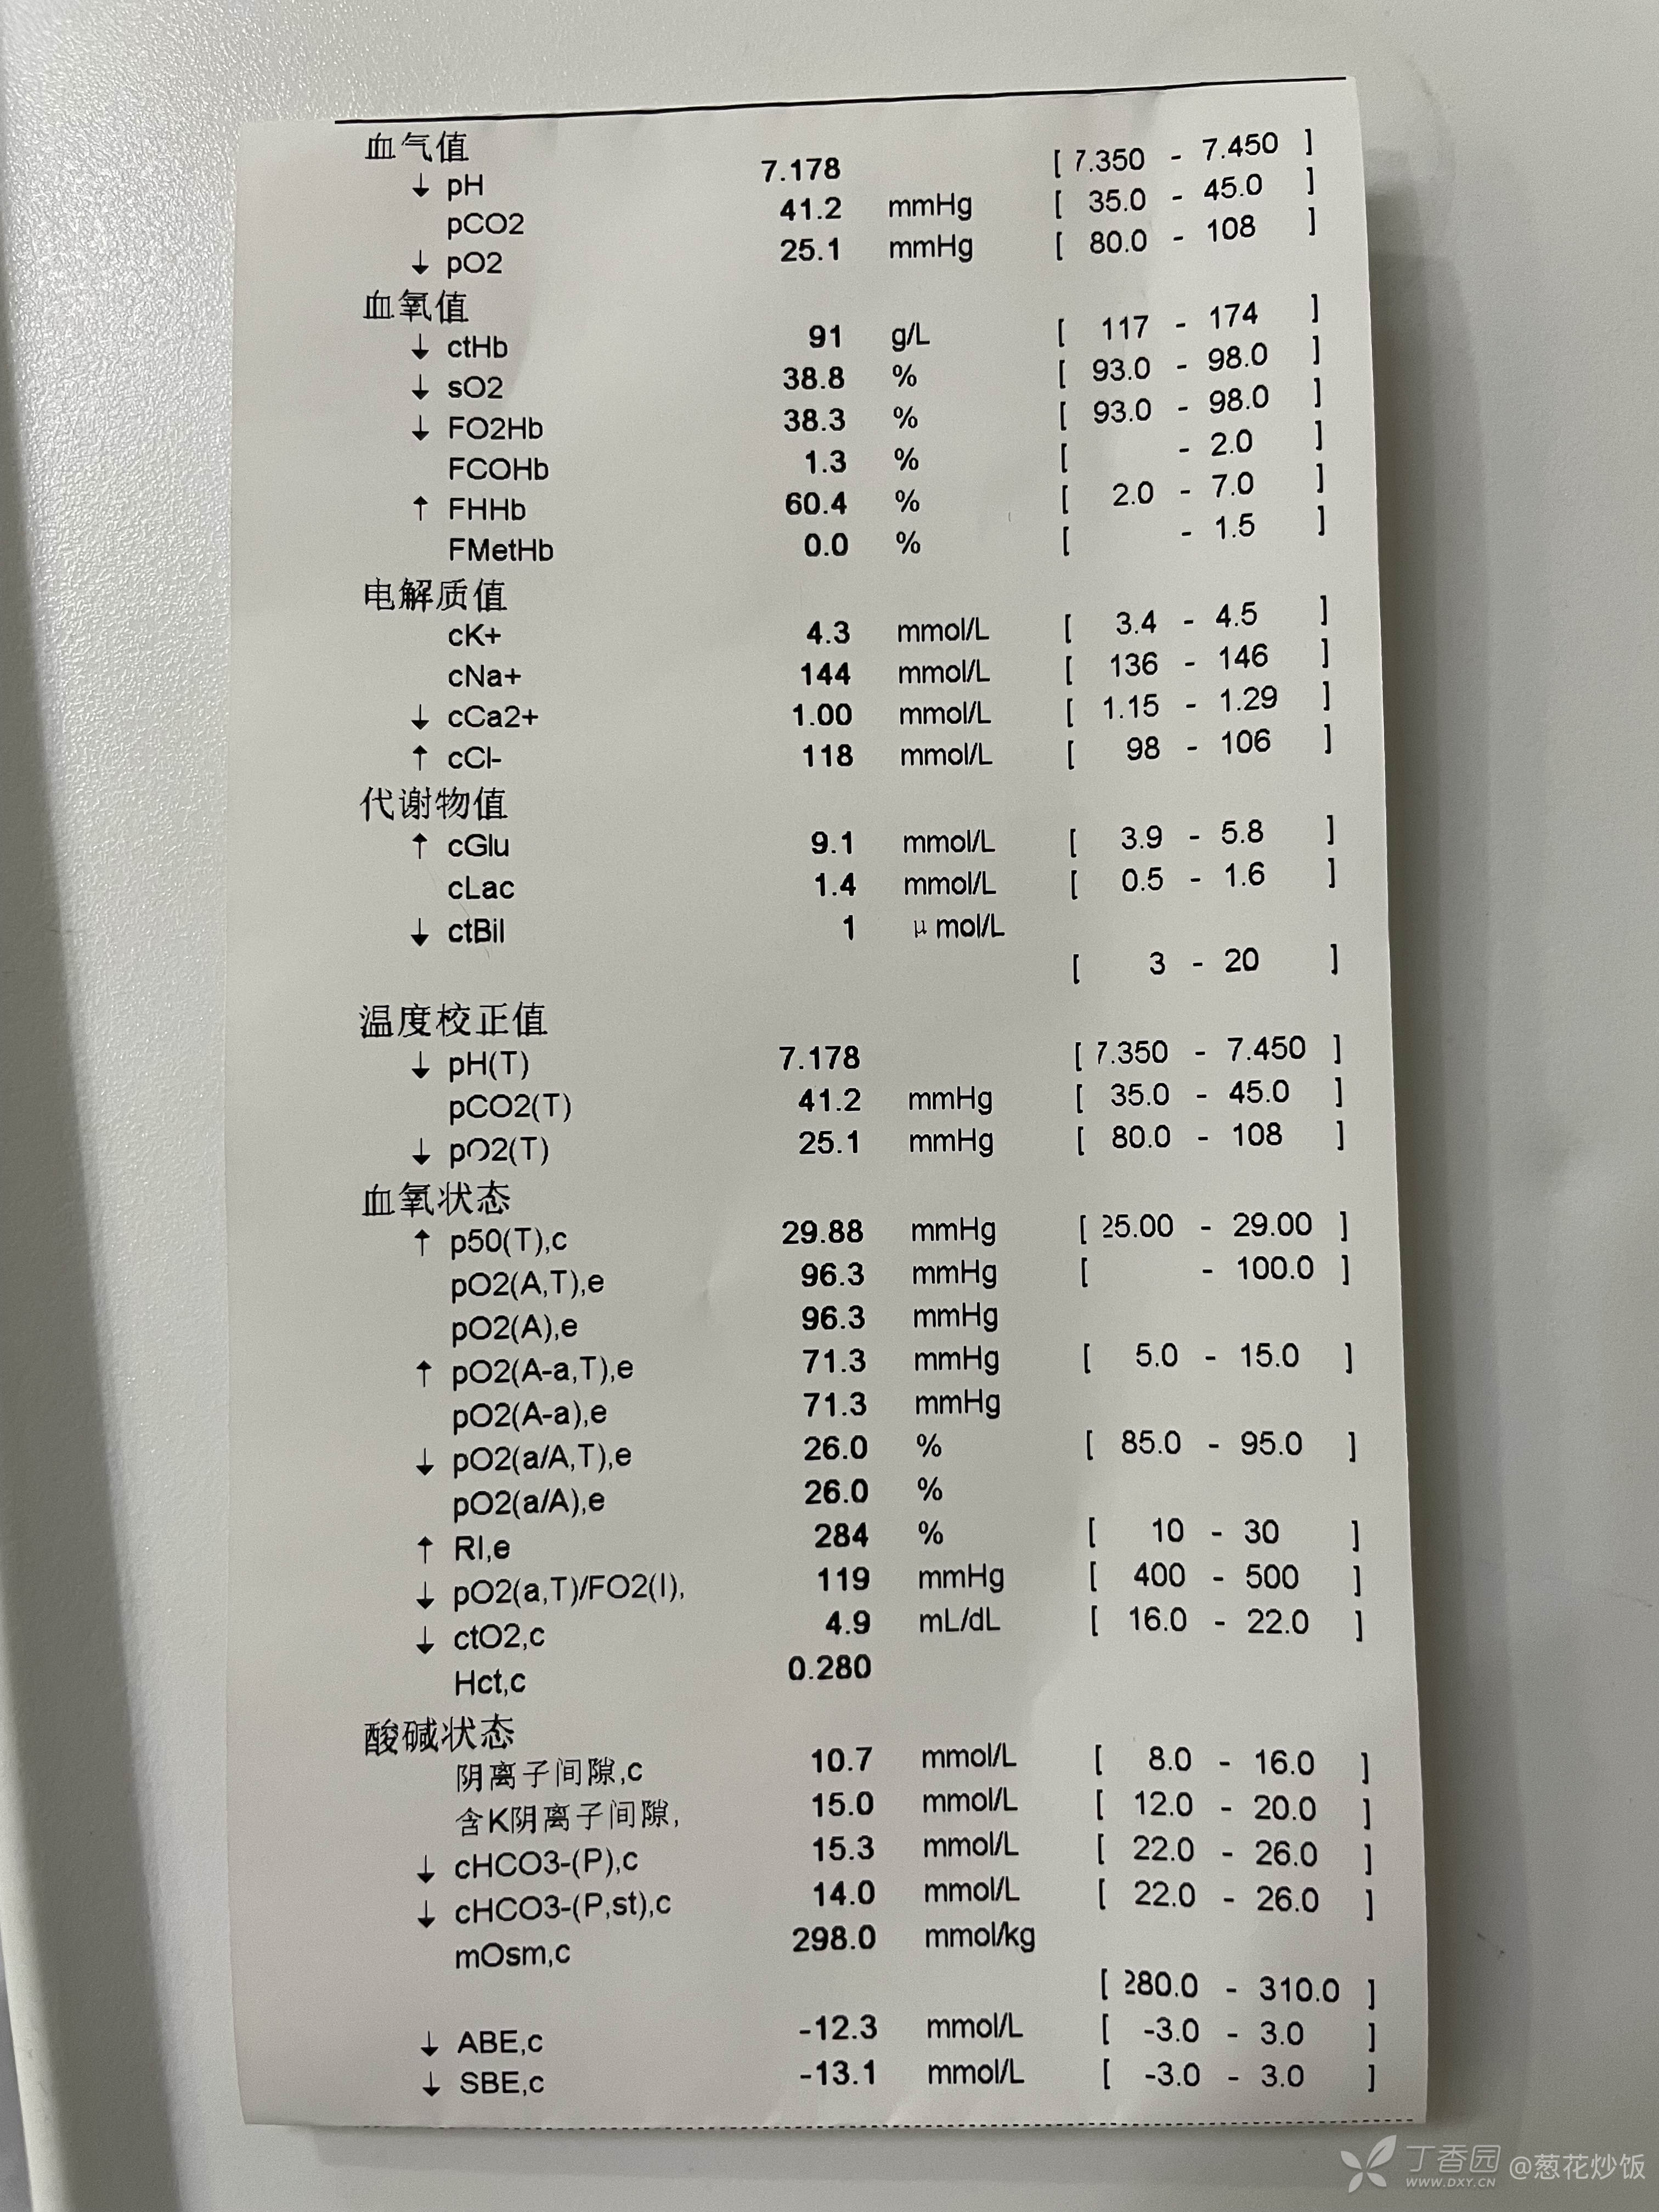 血气值
↓ pH 7.178 [ 7.350 - 7.450 ]
pCO2 41.2 mmHg [ 35.0 - 45.0 ]
↓ pO2 25.1 mmHg [ 80.0 - 108 ]
血氧值
↓ ctHb 91 g/L [ 117 - 174 ]
↓ sO2 38.8 % [ 93.0 - 98.0 ]
↓ FO2Hb 38.3 % [ 93.0 - 98.0 ]
FCOHb 1.3 % [ - 2.0 ]
↑ FHHb 60.4 % [ 2.0 - 7.0 ]
FMetHb 0.0 % [ - 1.5 ]
电解质值
cK+ 4.3 mmol/L [ 3.4 - 4.5 ]
cNa+ 144 mmol/L [ 136 - 146 ]
↓ cCa2+ 1.00 mmol/L [ 1.15 - 1.29 ]
↑ cCl- 118 mmol/L [ 98 - 106 ]
代谢物值
↑ cGlu 9.1 mmol/L [ 3.9 - 5.8 ]
cLac 1.4 mmol/L [ 0.5 - 1.6 ]
↓ ctBil 1 μmol/L
[ 3 - 20 ]
温度校正值
↓ pH(T) 7.178 [ 7.350 - 7.450 ]
pCO2(T) 41.2 mmHg [ 35.0 - 45.0 ]
↓ pO2(T) 25.1 mmHg [ 80.0 - 108 ]
血氧状态
↑ p50(T),c 29.88 mmHg [ 25.00 - 29.00 ]
pO2(A,T),e 96.3 mmHg [ - 100.0 ]
pO2(A),e 96.3 mmHg
↑ pO2(A-a,T),e 71.3 mmHg [ 5.0 - 15.0 ]
pO2(A-a),e 71.3 mmHg
↓ pO2(a/A,T),e 26.0 % [ 85.0 - 95.0 ]
pO2(a/A),e 26.0 %
↑ RI,e 284 % [ 10 - 30 ]
↓ pO2(a,T)/FO2(I), 119 mmHg [ 400 - 500 ]
↓ ctO2,c 4.9 mL/dL [ 16.0 - 22.0 ]
Hct,c 0.280
酸碱状态
阴离子间隙,c 10.7 mmol/L [ 8.0 - 16.0 ]
含K阴离子间隙, 15.0 mmol/L [ 12.0 - 20.0 ]
↓ cHCO3-(P),c 15.3 mmol/L [ 22.0 - 26.0 ]
↓ cHCO3-(P,st),c 14.0 mmol/L [ 22.0 - 26.0 ]
mOsm,c 298.0 mmol/kg
[ 280.0 - 310.0 ]
↓ ABE,c -12.3 mmol/L [ -3.0 - 3.0 ]
↓ SBE,c -13.1 mmol/L [ -3.0 - 3.0 ]
丁香园 @葱花炒饭
WWW.DXY.CN